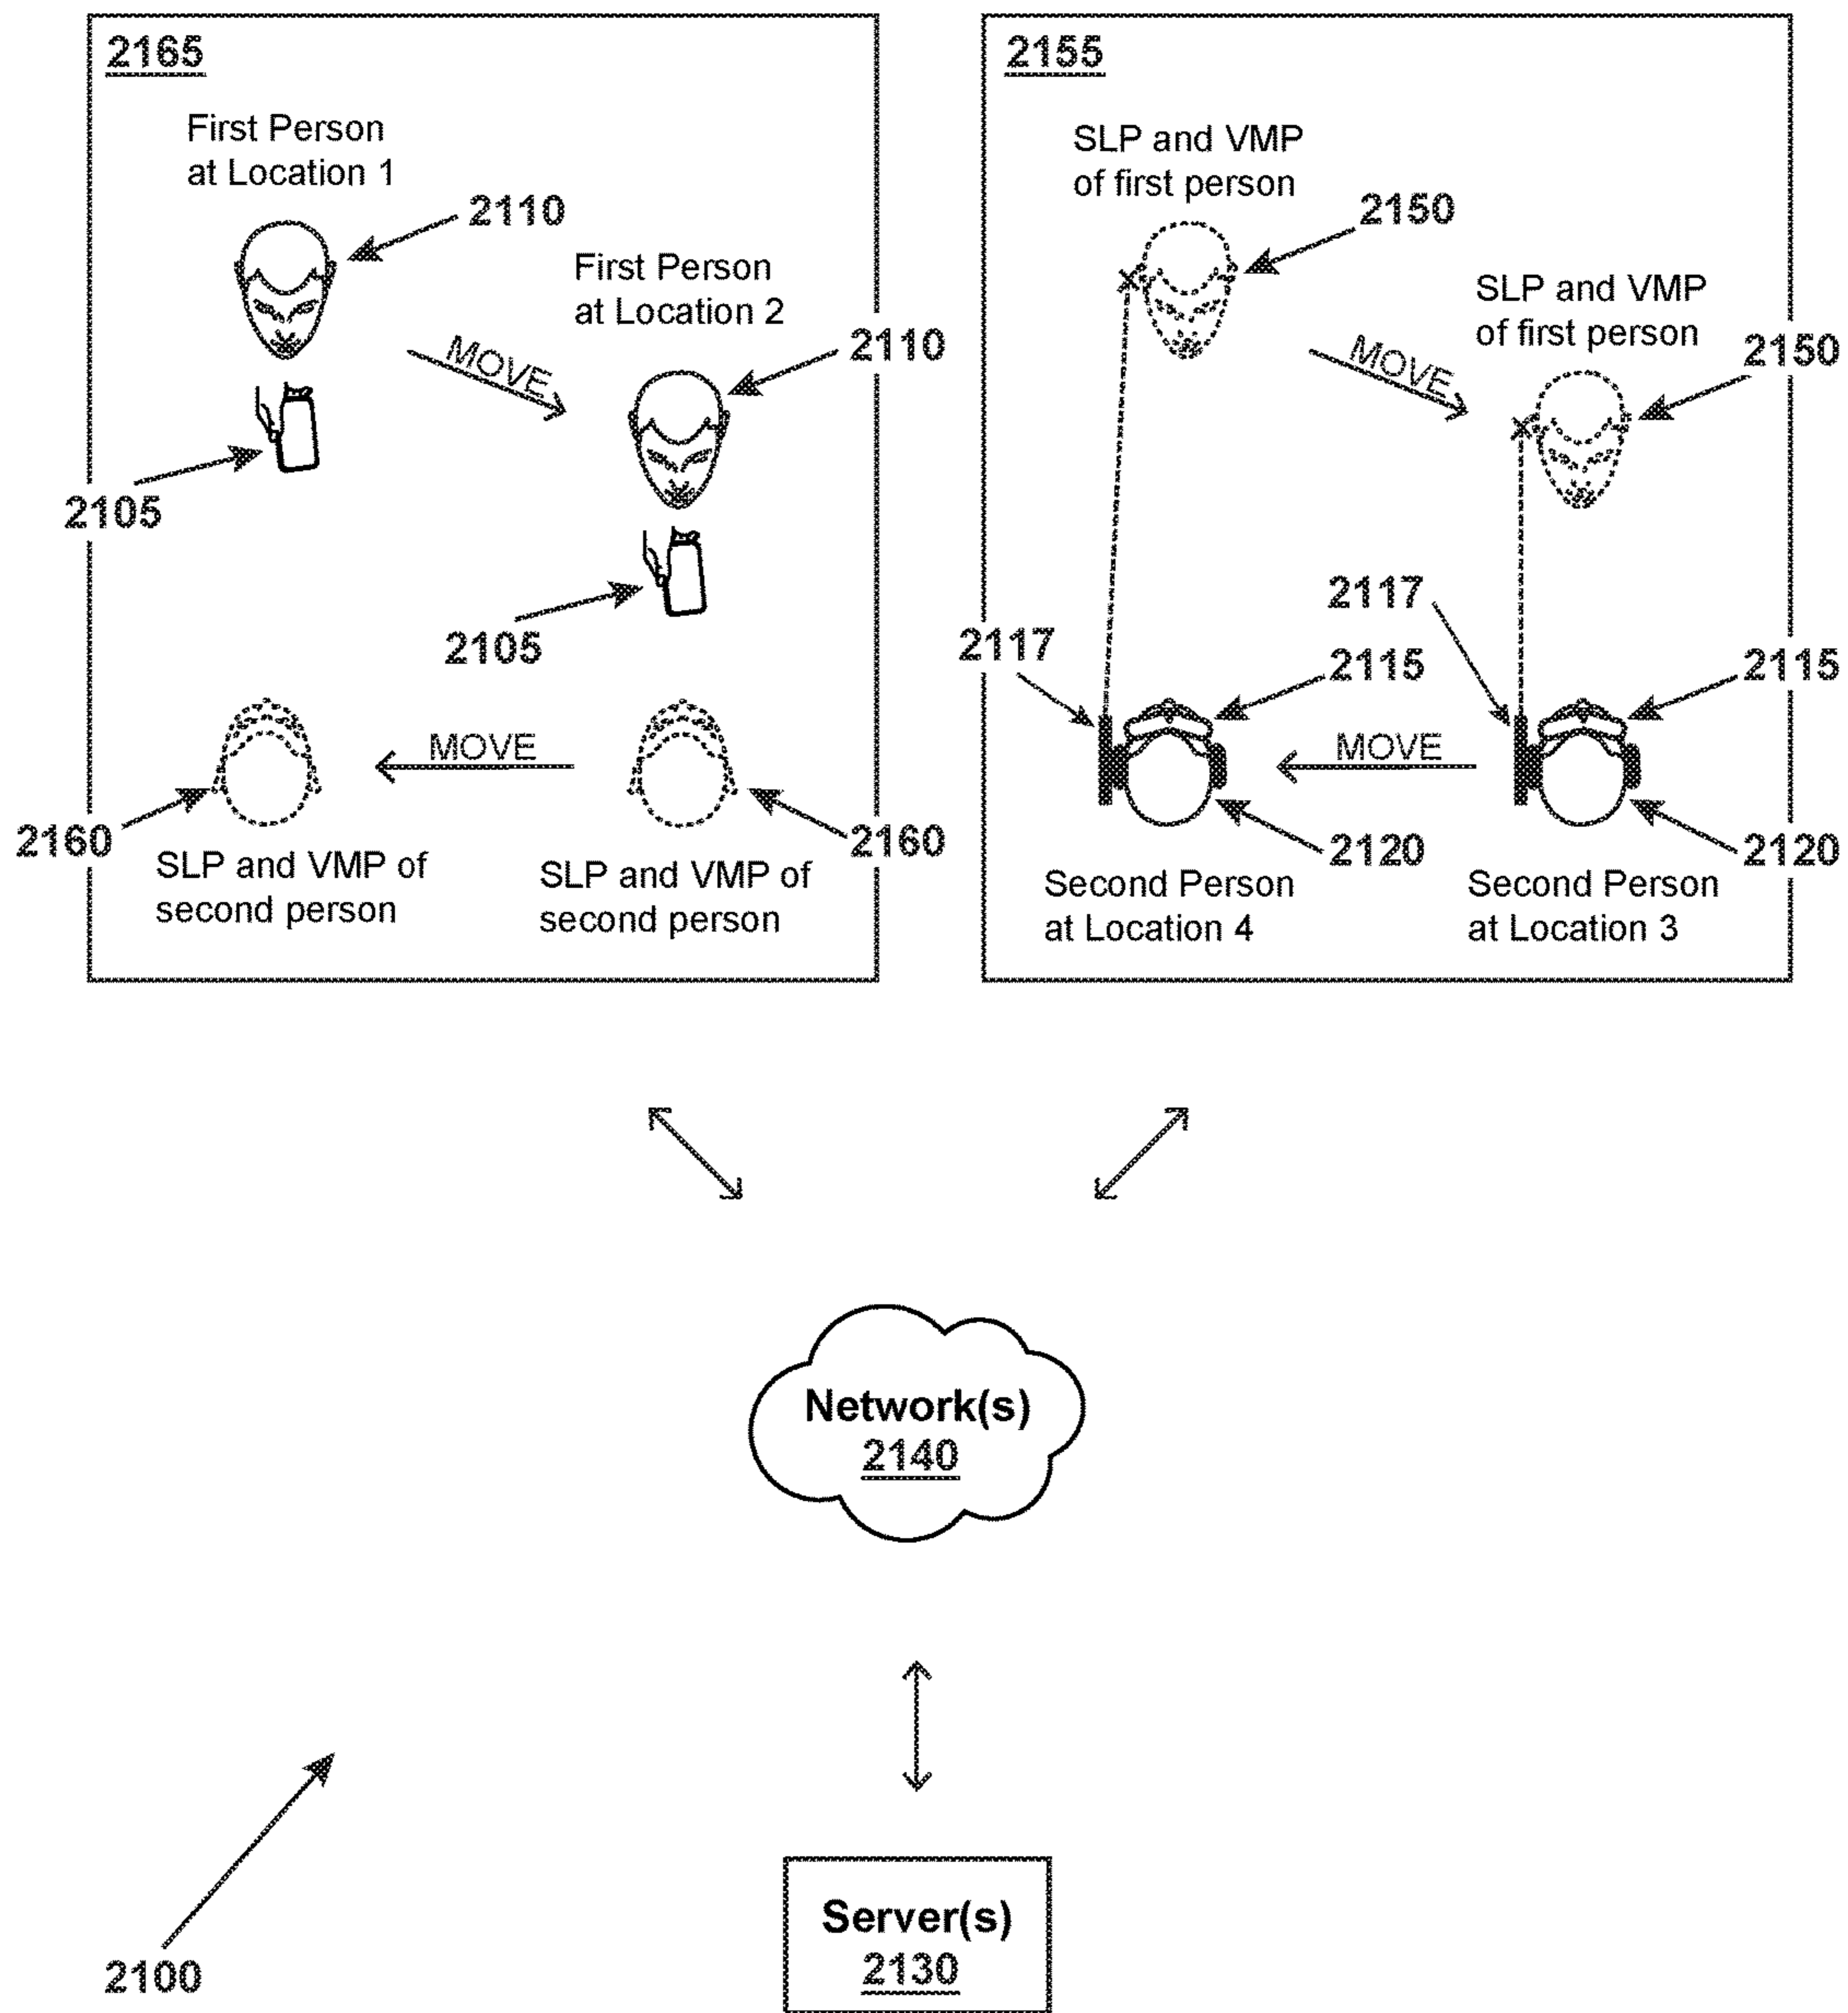 2165
First Person
at Location 1
2110
First Person
at Location 2
2110
MOVE
2105
2105
MOVE
2160
2160
SLP and VMP of
second person
SLP and VMP of
second person
2155
SLP and VMP
of first person
2150
SLP and VMP
of first person
2150
MOVE
2117
2117
2115
2115
MOVE
2120
2120
Second Person
at Location 4
Second Person
at Location 3
Network(s)
2140
Server(s)
2130
2100